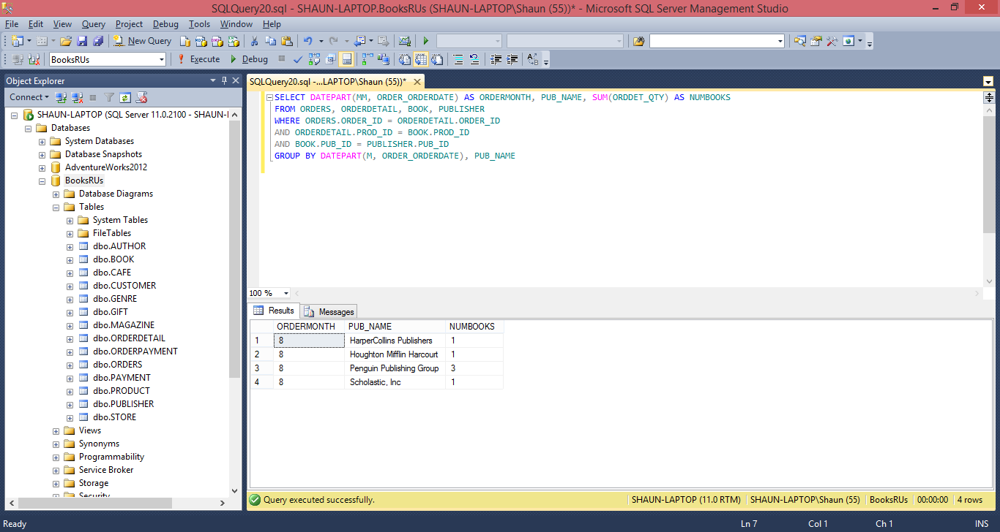 SQLQuery20.sql - SHAUN-LAPTOP.BooksRUs (SHAUN-LAPTOP\Shaun (55))* - Microsoft SQL Server Management Studio
File Edit View Query Project Debug Tools Window Help
New Query
BooksRUs Execute Debug
Object Explorer
Connect
SHAUN-LAPTOP (SQL Server 11.0.2100 - SHAUN-
Databases
System Databases
Database Snapshots
AdventureWorks2012
BooksRUs
Database Diagrams
Tables
System Tables
FileTables
dbo.AUTHOR
dbo.BOOK
dbo.CAFE
dbo.CUSTOMER
dbo.GENRE
dbo.GIFT
dbo.MAGAZINE
dbo.ORDERDETAIL
dbo.ORDERPAYMENT
dbo.ORDERS
dbo.PAYMENT
dbo.PRODUCT
dbo.PUBLISHER
dbo.STORE
Views
Synonyms
Programmability
Service Broker
Storage
Security
SQLQuery20.sql -...LAPTOP\Shaun (55))*
SELECT DATEPART(MM, ORDER_ORDERDATE) AS ORDERMONTH, PUB_NAME, SUM(ORDDET_QTY) AS NUMBOOKS
FROM ORDERS, ORDERDETAIL, BOOK, PUBLISHER
WHERE ORDERS.ORDER_ID = ORDERDETAIL.ORDER_ID
AND ORDERDETAIL.PROD_ID = BOOK.PROD_ID
AND BOOK.PUB_ID = PUBLISHER.PUB_ID
GROUP BY DATEPART(M, ORDER_ORDERDATE), PUB_NAME
100 %
Results Messages
ORDERMONTH PUB_NAME NUMBOOKS
1 8 HarperCollins Publishers 1
2 8 Houghton Mifflin Harcourt 1
3 8 Penguin Publishing Group 3
4 8 Scholastic, Inc 1
Query executed successfully. SHAUN-LAPTOP (11.0 RTM) SHAUN-LAPTOP\Shaun (55) BooksRUs 00:00:00 4 rows
Ready Ln 7 Col 1 Ch 1 INS